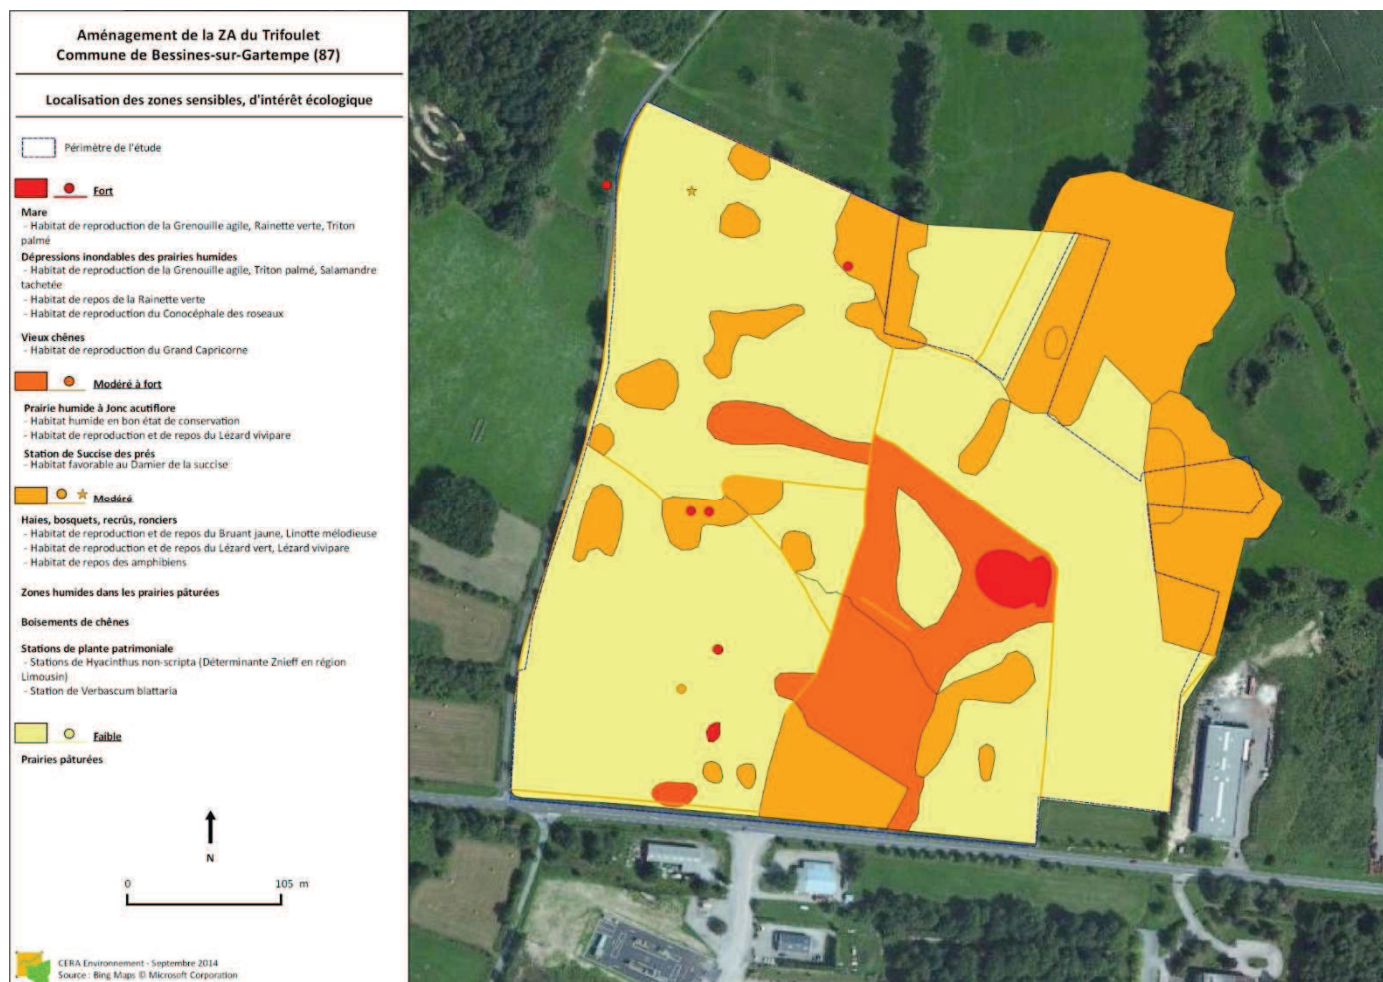 Aménagement de la ZA du Trifoulet
Commune de Bessines-sur-Gartempe (87)
Localisation des zones sensibles, d'intérêt écologique
Périmètre de l'étude
Fort
Mare
- Habitat de reproduction de la Grenouille agile, Rainette verte, Triton
palmé
Dépressions inondables des prairies humides
- Habitat de reproduction de la Grenouille agile, Triton palmé, Salamandre
tachetée
- Habitat de repos de la Rainette verte
- Habitat de reproduction du Conocéphale des roseaux
Vieux chênes
- Habitat de reproduction du Grand Capricorne
Modéré à fort
Prairie humide à Jonc acutiflore
- Habitat humide en bon état de conservation
- Habitat de reproduction et de repos du Lézard vivipare
Station de Succise des prés
- Habitat favorable au Damier de la succise
Modéré
Haies, bosquets, recrûs, ronciers
- Habitat de reproduction et de repos du Bruant jaune, Linotte mélodieuse
- Habitat de reproduction et de repos du Lézard vert, Lézard vivipare
- Habitat de repos des amphibiens
Zones humides dans les prairies pâturées
Boisements de chênes
Stations de plante patrimoniale
- Stations de Hyacinthus non-scripta (Déterminante Znieff en région
Limousin)
- Station de Verbascum blattaria
Faible
Prairies pâturées
N
0 105 m
CERA Environnement - Septembre 2014
Source : Bing Maps © Microsoft Corporation